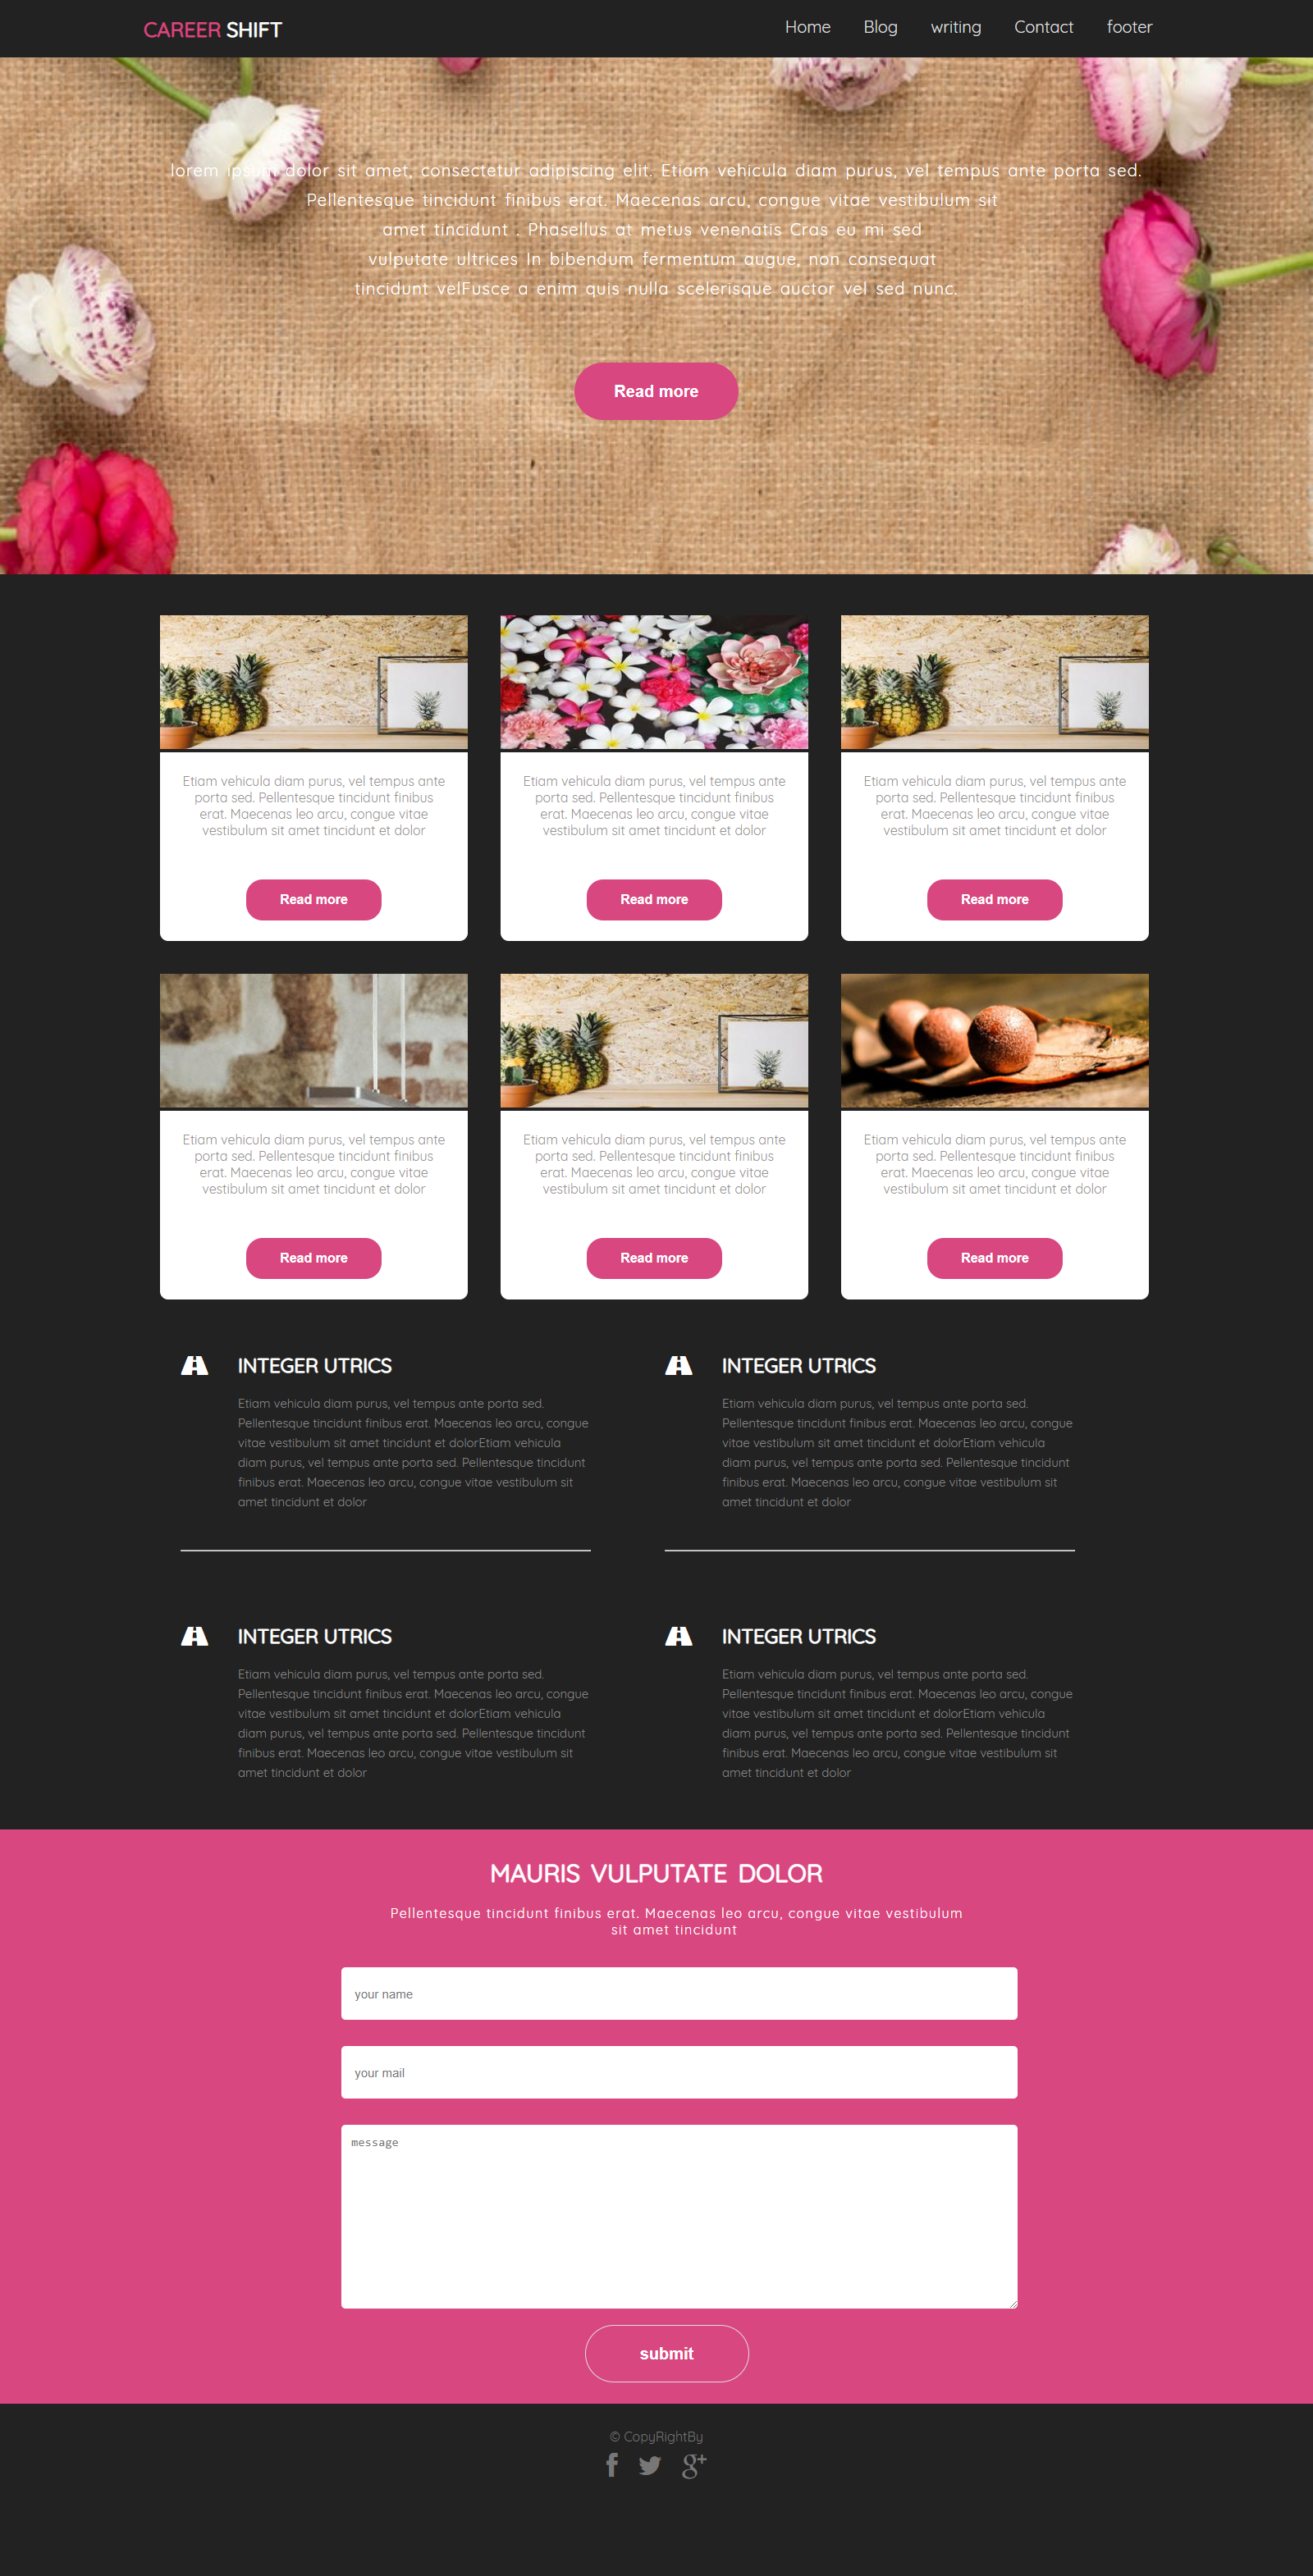 CAREER SHIFT
Home Blog writing Contact footer
lorem ipsum dolor sit amet, consectetur adipiscing elit. Etiam vehicula diam purus, vel tempus ante porta sed.
Pellentesque tincidunt finibus erat. Maecenas arcu, congue vitae vestibulum sit
amet tincidunt . Phasellus at metus venenatis Cras eu mi sed
vulputate ultrices In bibendum fermentum augue, non consequat
tincidunt velFusce a enim quis nulla scelerisque auctor vel sed nunc.
Read more
Etiam vehicula diam purus, vel tempus ante
porta sed. Pellentesque tincidunt finibus
erat. Maecenas leo arcu, congue vitae
vestibulum sit amet tincidunt et dolor
Read more
Etiam vehicula diam purus, vel tempus ante
porta sed. Pellentesque tincidunt finibus
erat. Maecenas leo arcu, congue vitae
vestibulum sit amet tincidunt et dolor
Read more
Etiam vehicula diam purus, vel tempus ante
porta sed. Pellentesque tincidunt finibus
erat. Maecenas leo arcu, congue vitae
vestibulum sit amet tincidunt et dolor
Read more
Etiam vehicula diam purus, vel tempus ante
porta sed. Pellentesque tincidunt finibus
erat. Maecenas leo arcu, congue vitae
vestibulum sit amet tincidunt et dolor
Read more
Etiam vehicula diam purus, vel tempus ante
porta sed. Pellentesque tincidunt finibus
erat. Maecenas leo arcu, congue vitae
vestibulum sit amet tincidunt et dolor
Read more
Etiam vehicula diam purus, vel tempus ante
porta sed. Pellentesque tincidunt finibus
erat. Maecenas leo arcu, congue vitae
vestibulum sit amet tincidunt et dolor
Read more
INTEGER UTRICS
Etiam vehicula diam purus, vel tempus ante porta sed.
Pellentesque tincidunt finibus erat. Maecenas leo arcu, congue
vitae vestibulum sit amet tincidunt et dolorEtiam vehicula
diam purus, vel tempus ante porta sed. Pellentesque tincidunt
finibus erat. Maecenas leo arcu, congue vitae vestibulum sit
amet tincidunt et dolor
INTEGER UTRICS
Etiam vehicula diam purus, vel tempus ante porta sed.
Pellentesque tincidunt finibus erat. Maecenas leo arcu, congue
vitae vestibulum sit amet tincidunt et dolorEtiam vehicula
diam purus, vel tempus ante porta sed. Pellentesque tincidunt
finibus erat. Maecenas leo arcu, congue vitae vestibulum sit
amet tincidunt et dolor
INTEGER UTRICS
Etiam vehicula diam purus, vel tempus ante porta sed.
Pellentesque tincidunt finibus erat. Maecenas leo arcu, congue
vitae vestibulum sit amet tincidunt et dolorEtiam vehicula
diam purus, vel tempus ante porta sed. Pellentesque tincidunt
finibus erat. Maecenas leo arcu, congue vitae vestibulum sit
amet tincidunt et dolor
INTEGER UTRICS
Etiam vehicula diam purus, vel tempus ante porta sed.
Pellentesque tincidunt finibus erat. Maecenas leo arcu, congue
vitae vestibulum sit amet tincidunt et dolorEtiam vehicula
diam purus, vel tempus ante porta sed. Pellentesque tincidunt
finibus erat. Maecenas leo arcu, congue vitae vestibulum sit
amet tincidunt et dolor
MAURIS VULPUTATE DOLOR
Pellentesque tincidunt finibus erat. Maecenas leo arcu, congue vitae vestibulum
sit amet tincidunt
your name
your mail
message
submit
© CopyRightBy